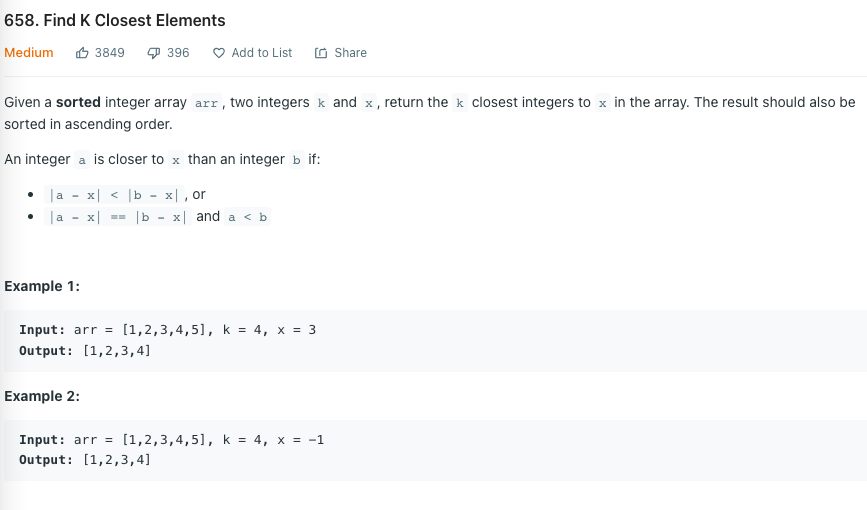 658. Find K Closest Elements
Medium 3849 396 Add to List Share
Given a sorted integer array arr, two integers k and x, return the k closest integers to x in the array. The result should also be
sorted in ascending order.
An integer a is closer to x than an integer b if:
• |a - x| < |b - x|, or
• |a - x| == |b - x| and a < b
Example 1:
Input: arr = [1,2,3,4,5], k = 4, x = 3
Output: [1,2,3,4]
Example 2:
Input: arr = [1,2,3,4,5], k = 4, x = -1
Output: [1,2,3,4]